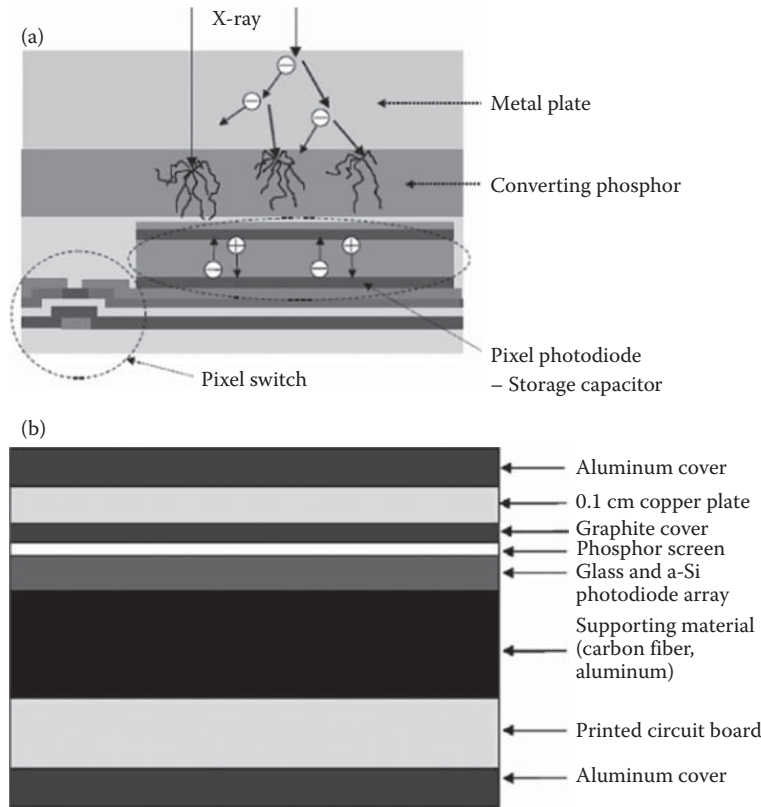 (a)
X-ray
Metal plate
Converting phosphor
Pixel photodiode
– Storage capacitor
Pixel switch
(b)
Aluminum cover
0.1 cm copper plate
Graphite cover
Phosphor screen
Glass and a-Si
photodiode array
Supporting material
(carbon fiber,
aluminum)
Printed circuit board
Aluminum cover